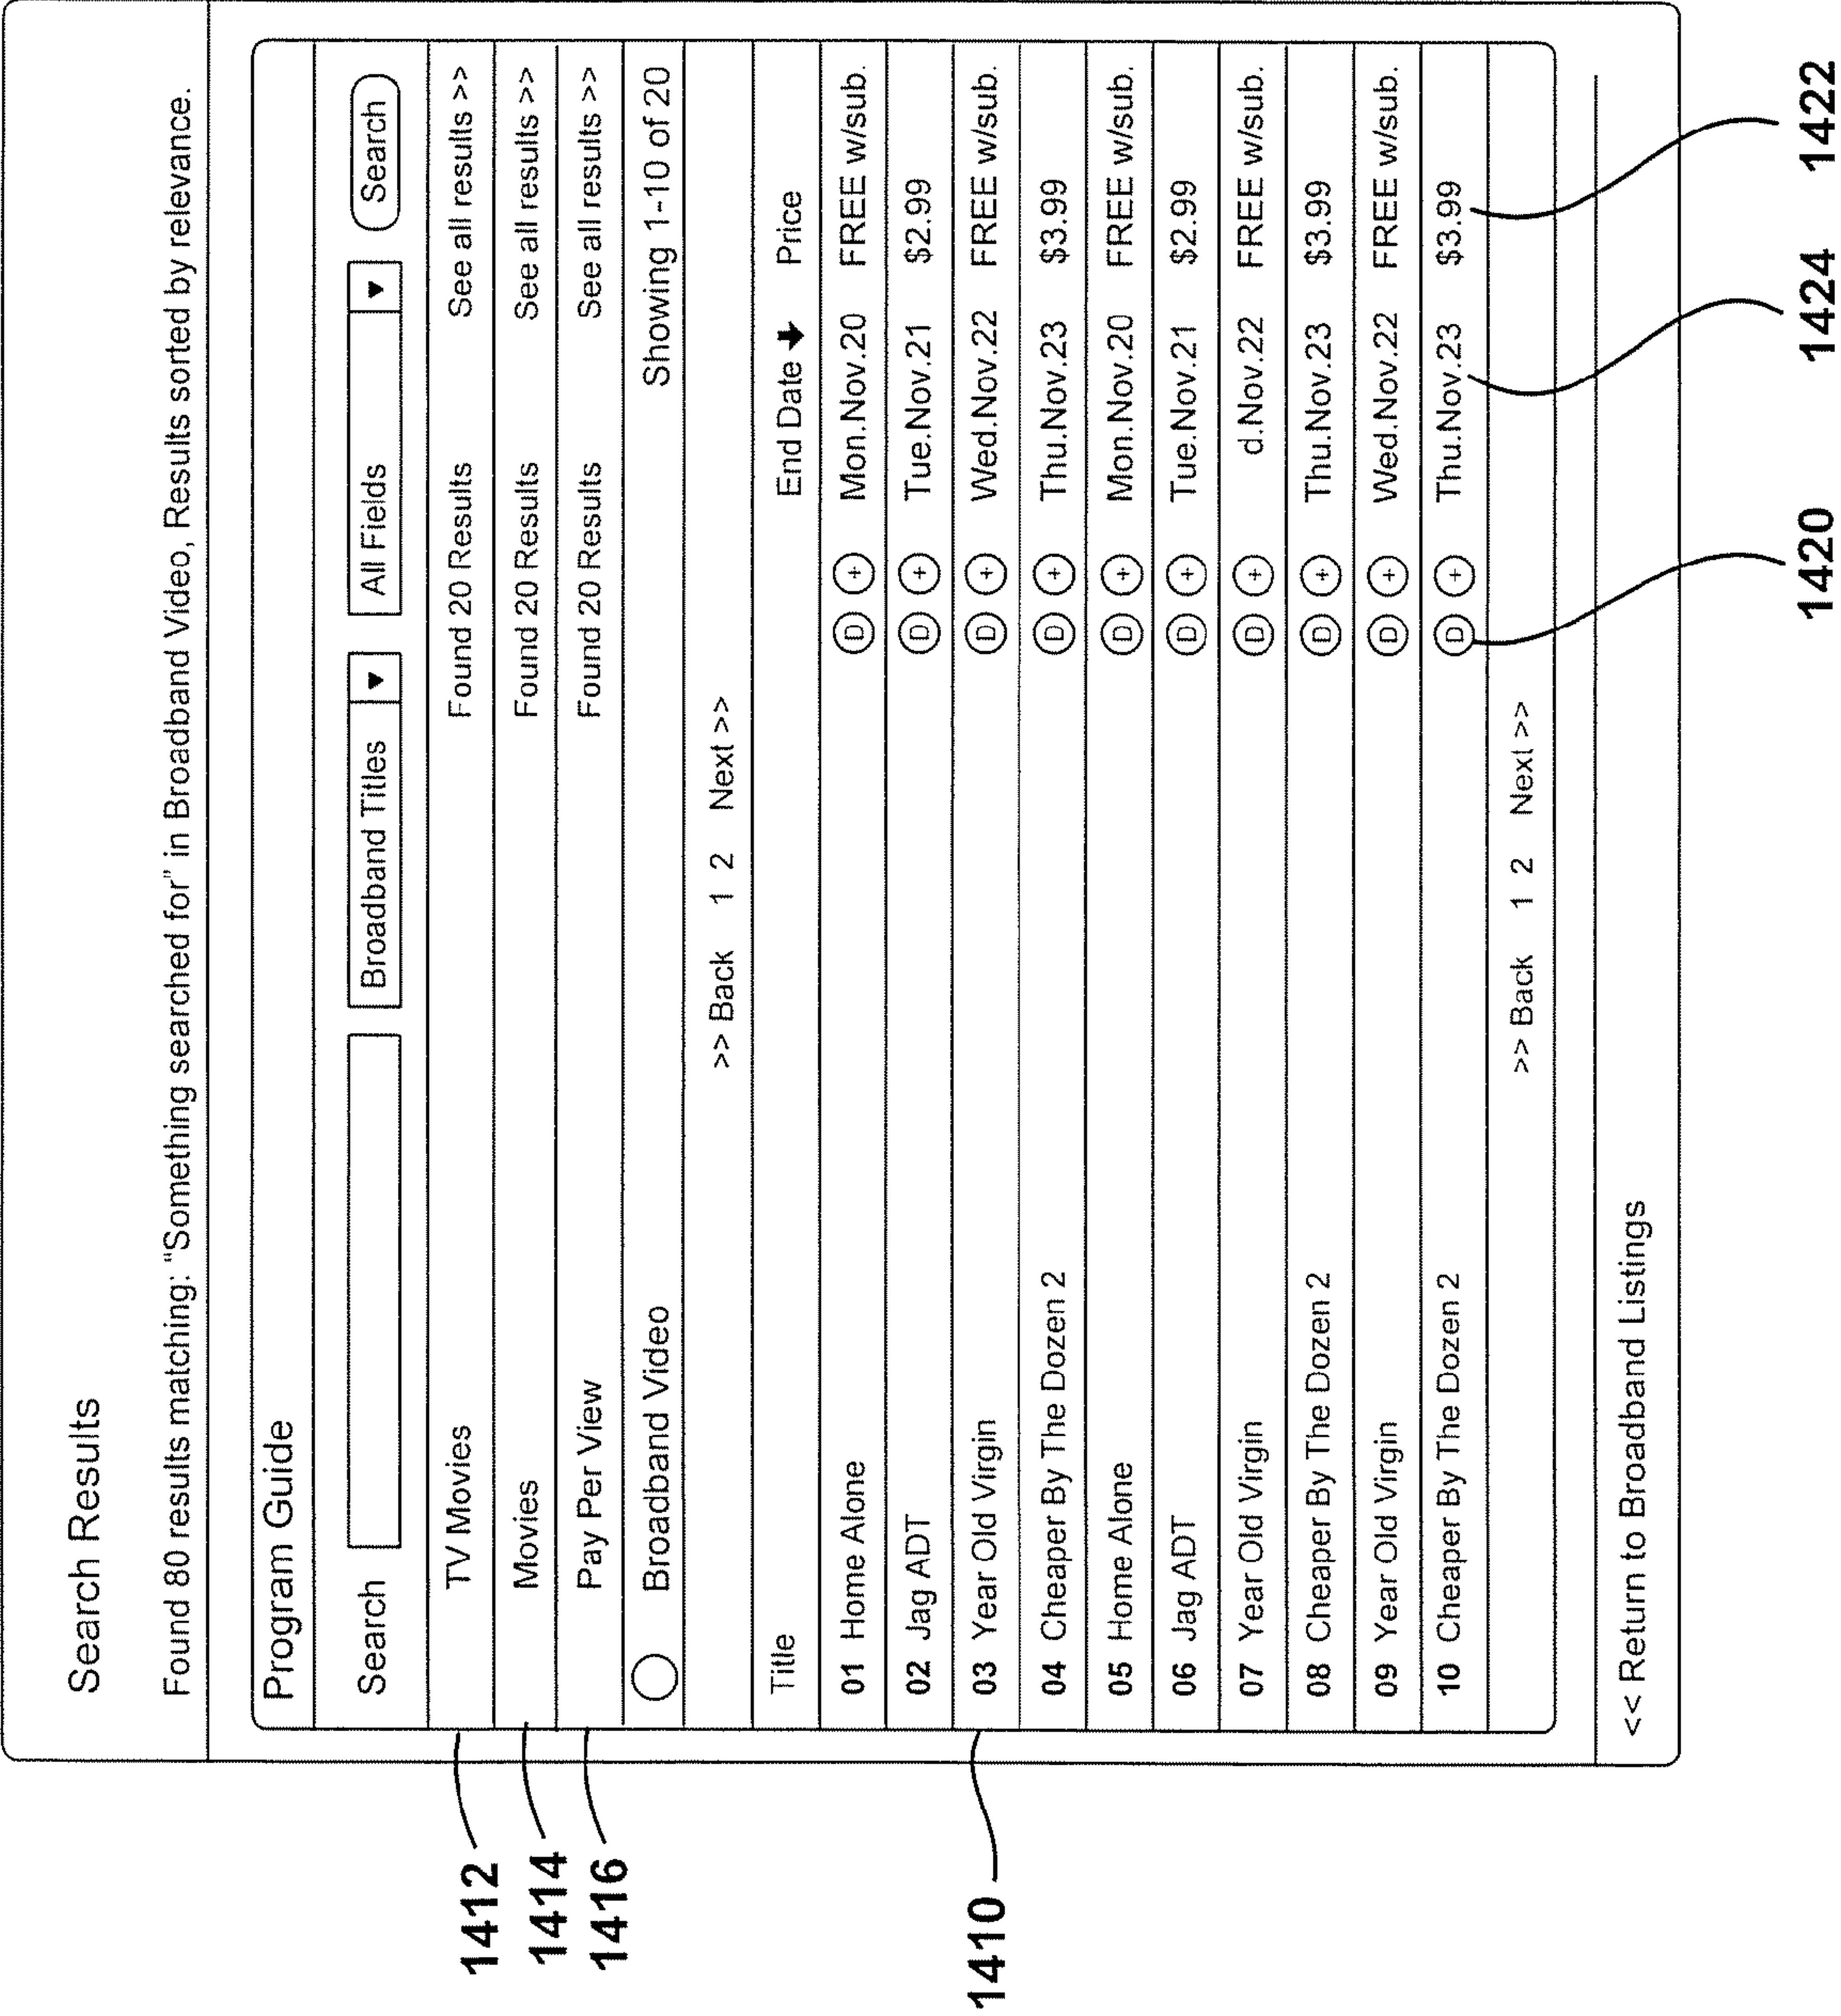 Search Results
Found 80 results matching: "Something searched for" in Broadband Video, Results sorted by relevance.
Program Guide
Search Broadband Titles ▼ All Fields ▼ Search
1412 TV Movies Found 20 Results See all results >>
1414 Movies Found 20 Results See all results >>
1416 Pay Per View Found 20 Results See all results >>
Broadband Video Showing 1-10 of 20
>> Back 1 2 Next >>
Title End Date Price
01 Home Alone D + Mon.Nov.20 FREE w/sub.
02 Jag ADT D + Tue.Nov.21 $2.99
1410 03 Year Old Virgin D + Wed.Nov.22 FREE w/sub.
04 Cheaper By The Dozen 2 D + Thu.Nov.23 $3.99
05 Home Alone D + Mon.Nov.20 FREE w/sub.
06 Jag ADT D + Tue.Nov.21 $2.99
07 Year Old Virgin D + d.Nov.22 FREE w/sub.
08 Cheaper By The Dozen 2 D + Thu.Nov.23 $3.99
09 Year Old Virgin D + Wed.Nov.22 FREE w/sub.
10 Cheaper By The Dozen 2 D + Thu.Nov.23 $3.99
>> Back 1 2 Next >>
<< Return to Broadband Listings
1420 1424 1422